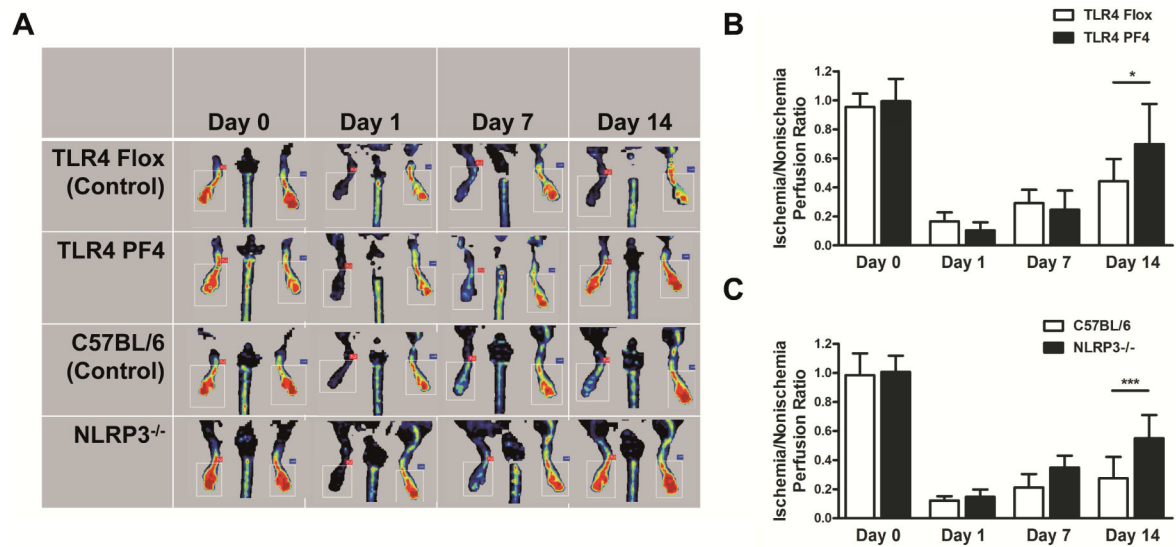 A
Day 0 Day 1 Day 7 Day 14
TLR4 Flox
(Control)
TLR4 PF4
C57BL/6
(Control)
NLRP3-/-
B
TLR4 Flox
TLR4 PF4
Ischemia/Nonischemia
Perfusion Ratio
1.2
1.0
0.8
0.6
0.4
0.2
0.0
*
Day 0 Day 1 Day 7 Day 14
C
C57BL/6
NLRP3-/-
Ischemia/Nonischemia
Perfusion Ratio
1.2
1.0
0.8
0.6
0.4
0.2
0.0
***
Day 0 Day 1 Day 7 Day 14